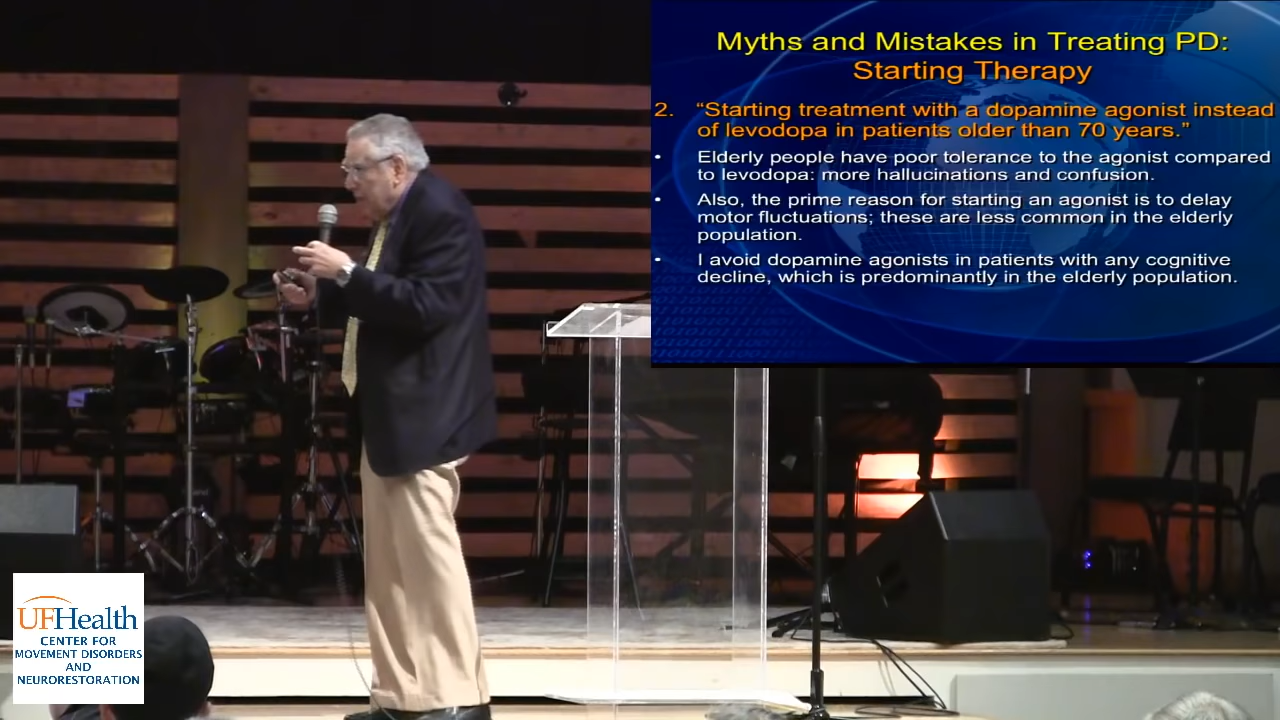 Myths and Mistakes in Treating PD:
Starting Therapy
2. “Starting treatment with a dopamine agonist instead
of levodopa in patients older than 70 years.”
• Elderly people have poor tolerance to the agonist compared
to levodopa: more hallucinations and confusion.
• Also, the prime reason for starting an agonist is to delay
motor fluctuations; these are less common in the elderly
population.
• I avoid dopamine agonists in patients with any cognitive
decline, which is predominantly in the elderly population.
UFHealth
CENTER FOR
MOVEMENT DISORDERS
AND
NEURORESTORATION